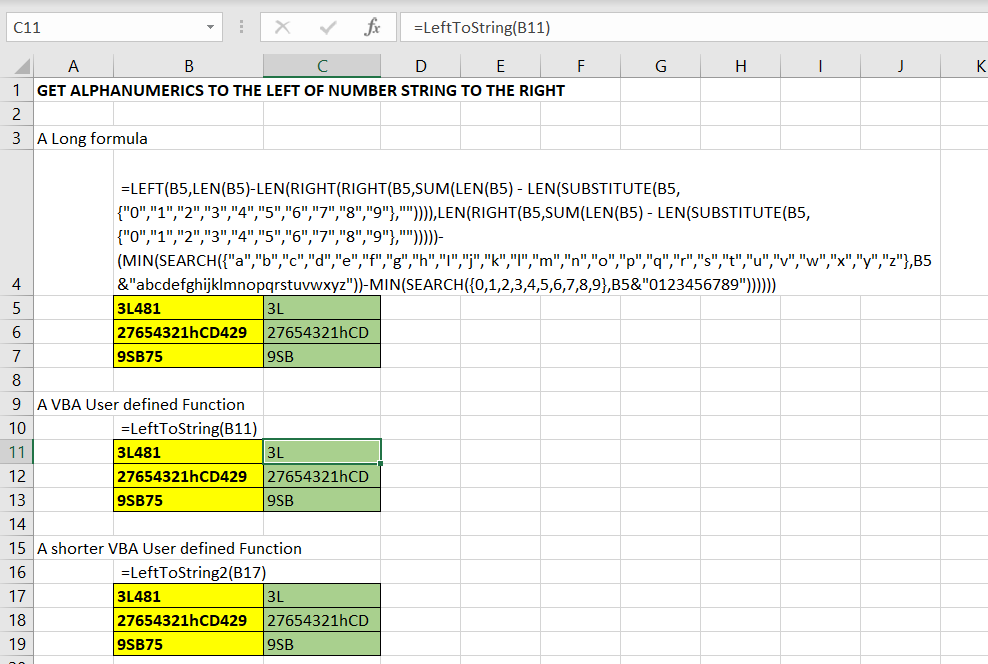 C11 fx =LeftToString(B11)
A B C D E F G H I J K
1 GET ALPHANUMERICS TO THE LEFT OF NUMBER STRING TO THE RIGHT
2
3 A Long formula
=LEFT(B5,LEN(B5)-LEN(RIGHT(RIGHT(B5,SUM(LEN(B5) - LEN(SUBSTITUTE(B5,
{"0","1","2","3","4","5","6","7","8","9"},"")))),LEN(RIGHT(B5,SUM(LEN(B5) - LEN(SUBSTITUTE(B5,
{"0","1","2","3","4","5","6","7","8","9"},"")))))-
(MIN(SEARCH({"a","b","c","d","e","f","g","h","I","j","k","l","m","n","o","p","q","r","s","t","u","v","w","x","y","z"},B5
4 &"abcdefghijklmnopqrstuvwxyz"))-MIN(SEARCH({0,1,2,3,4,5,6,7,8,9},B5&"0123456789"))))))
5 3L481 3L
6 27654321hCD429 27654321hCD
7 9SB75 9SB
8
9 A VBA User defined Function
10 =LeftToString(B11)
11 3L481 3L
12 27654321hCD429 27654321hCD
13 9SB75 9SB
14
15 A shorter VBA User defined Function
16 =LeftToString2(B17)
17 3L481 3L
18 27654321hCD429 27654321hCD
19 9SB75 9SB